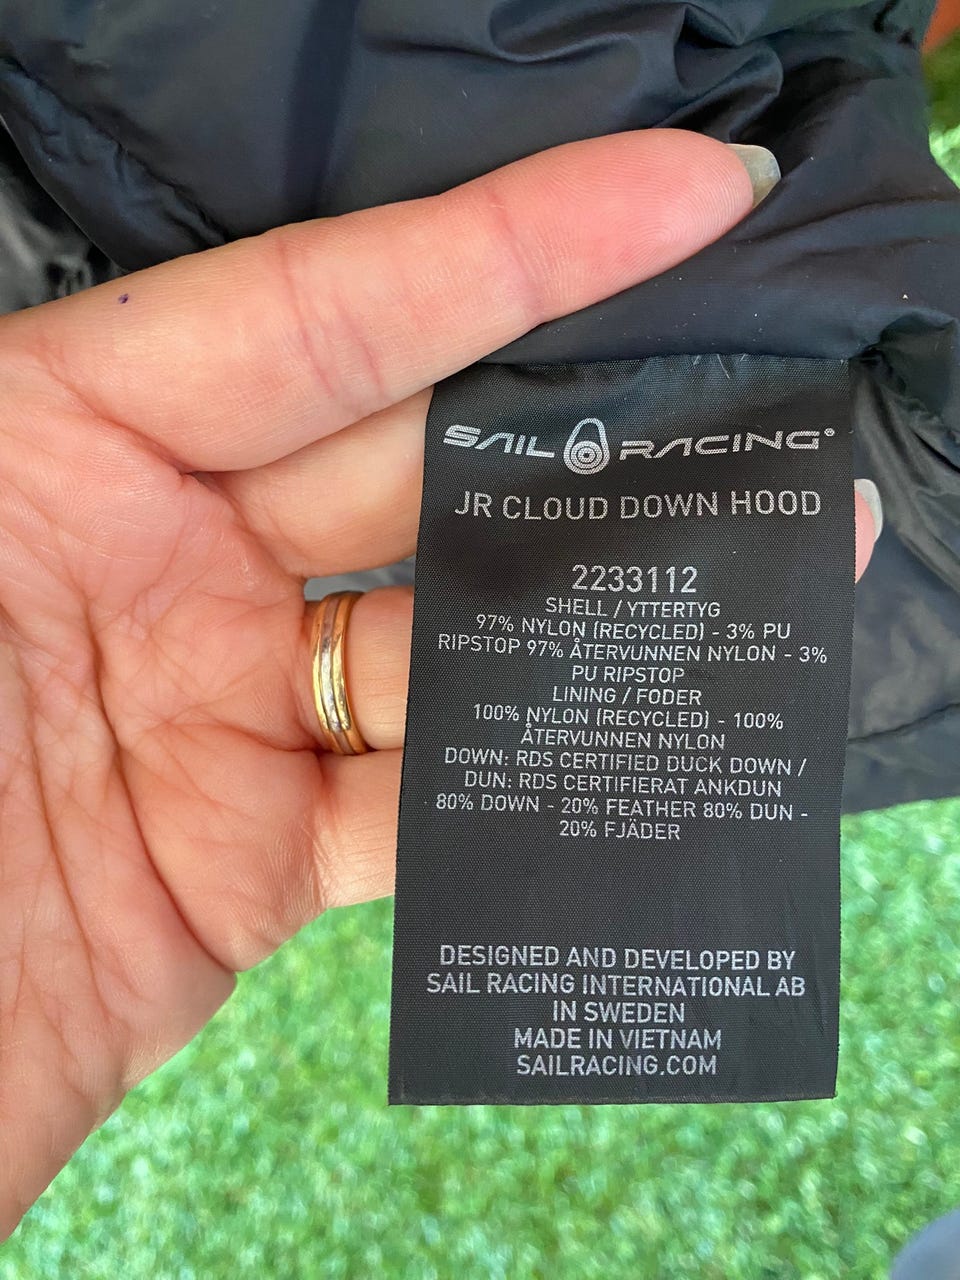 SAIL RACING®
JR CLOUD DOWN HOOD
2233112
SHELL / YTTERTYG
97% NYLON (RECYCLED) - 3% PU
RIPSTOP 97% ÅTERVUNNEN NYLON - 3%
PU RIPSTOP
LINING / FODER
100% NYLON (RECYCLED) - 100%
ÅTERVUNNEN NYLON
DOWN: RDS CERTIFIED DUCK DOWN /
DUN: RDS CERTIFIERAT ANKDUN
80% DOWN - 20% FEATHER 80% DUN -
20% FJÄDER
DESIGNED AND DEVELOPED BY
SAIL RACING INTERNATIONAL AB
IN SWEDEN
MADE IN VIETNAM
SAILRACING.COM